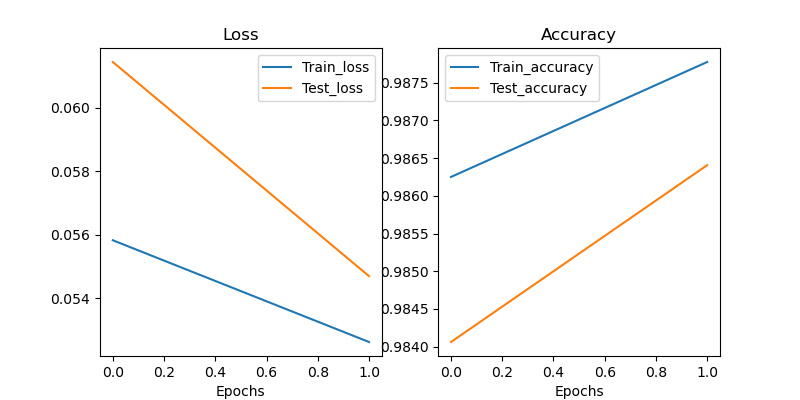 Loss
Train_loss
Test_loss
0.060
0.058
0.056
0.054
0.0 0.2 0.4 0.6 0.8 1.0
Epochs
Accuracy
Train_accuracy
Test_accuracy
0.9875
0.9870
0.9865
0.9860
0.9855
0.9850
0.9845
0.9840
0.0 0.2 0.4 0.6 0.8 1.0
Epochs